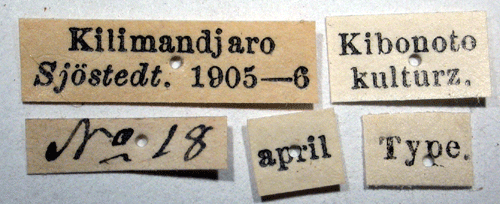 Kilimandjaro
Sjöstedt. 1905—6
Kibonoto
kulturz.
No 18
april
Type.